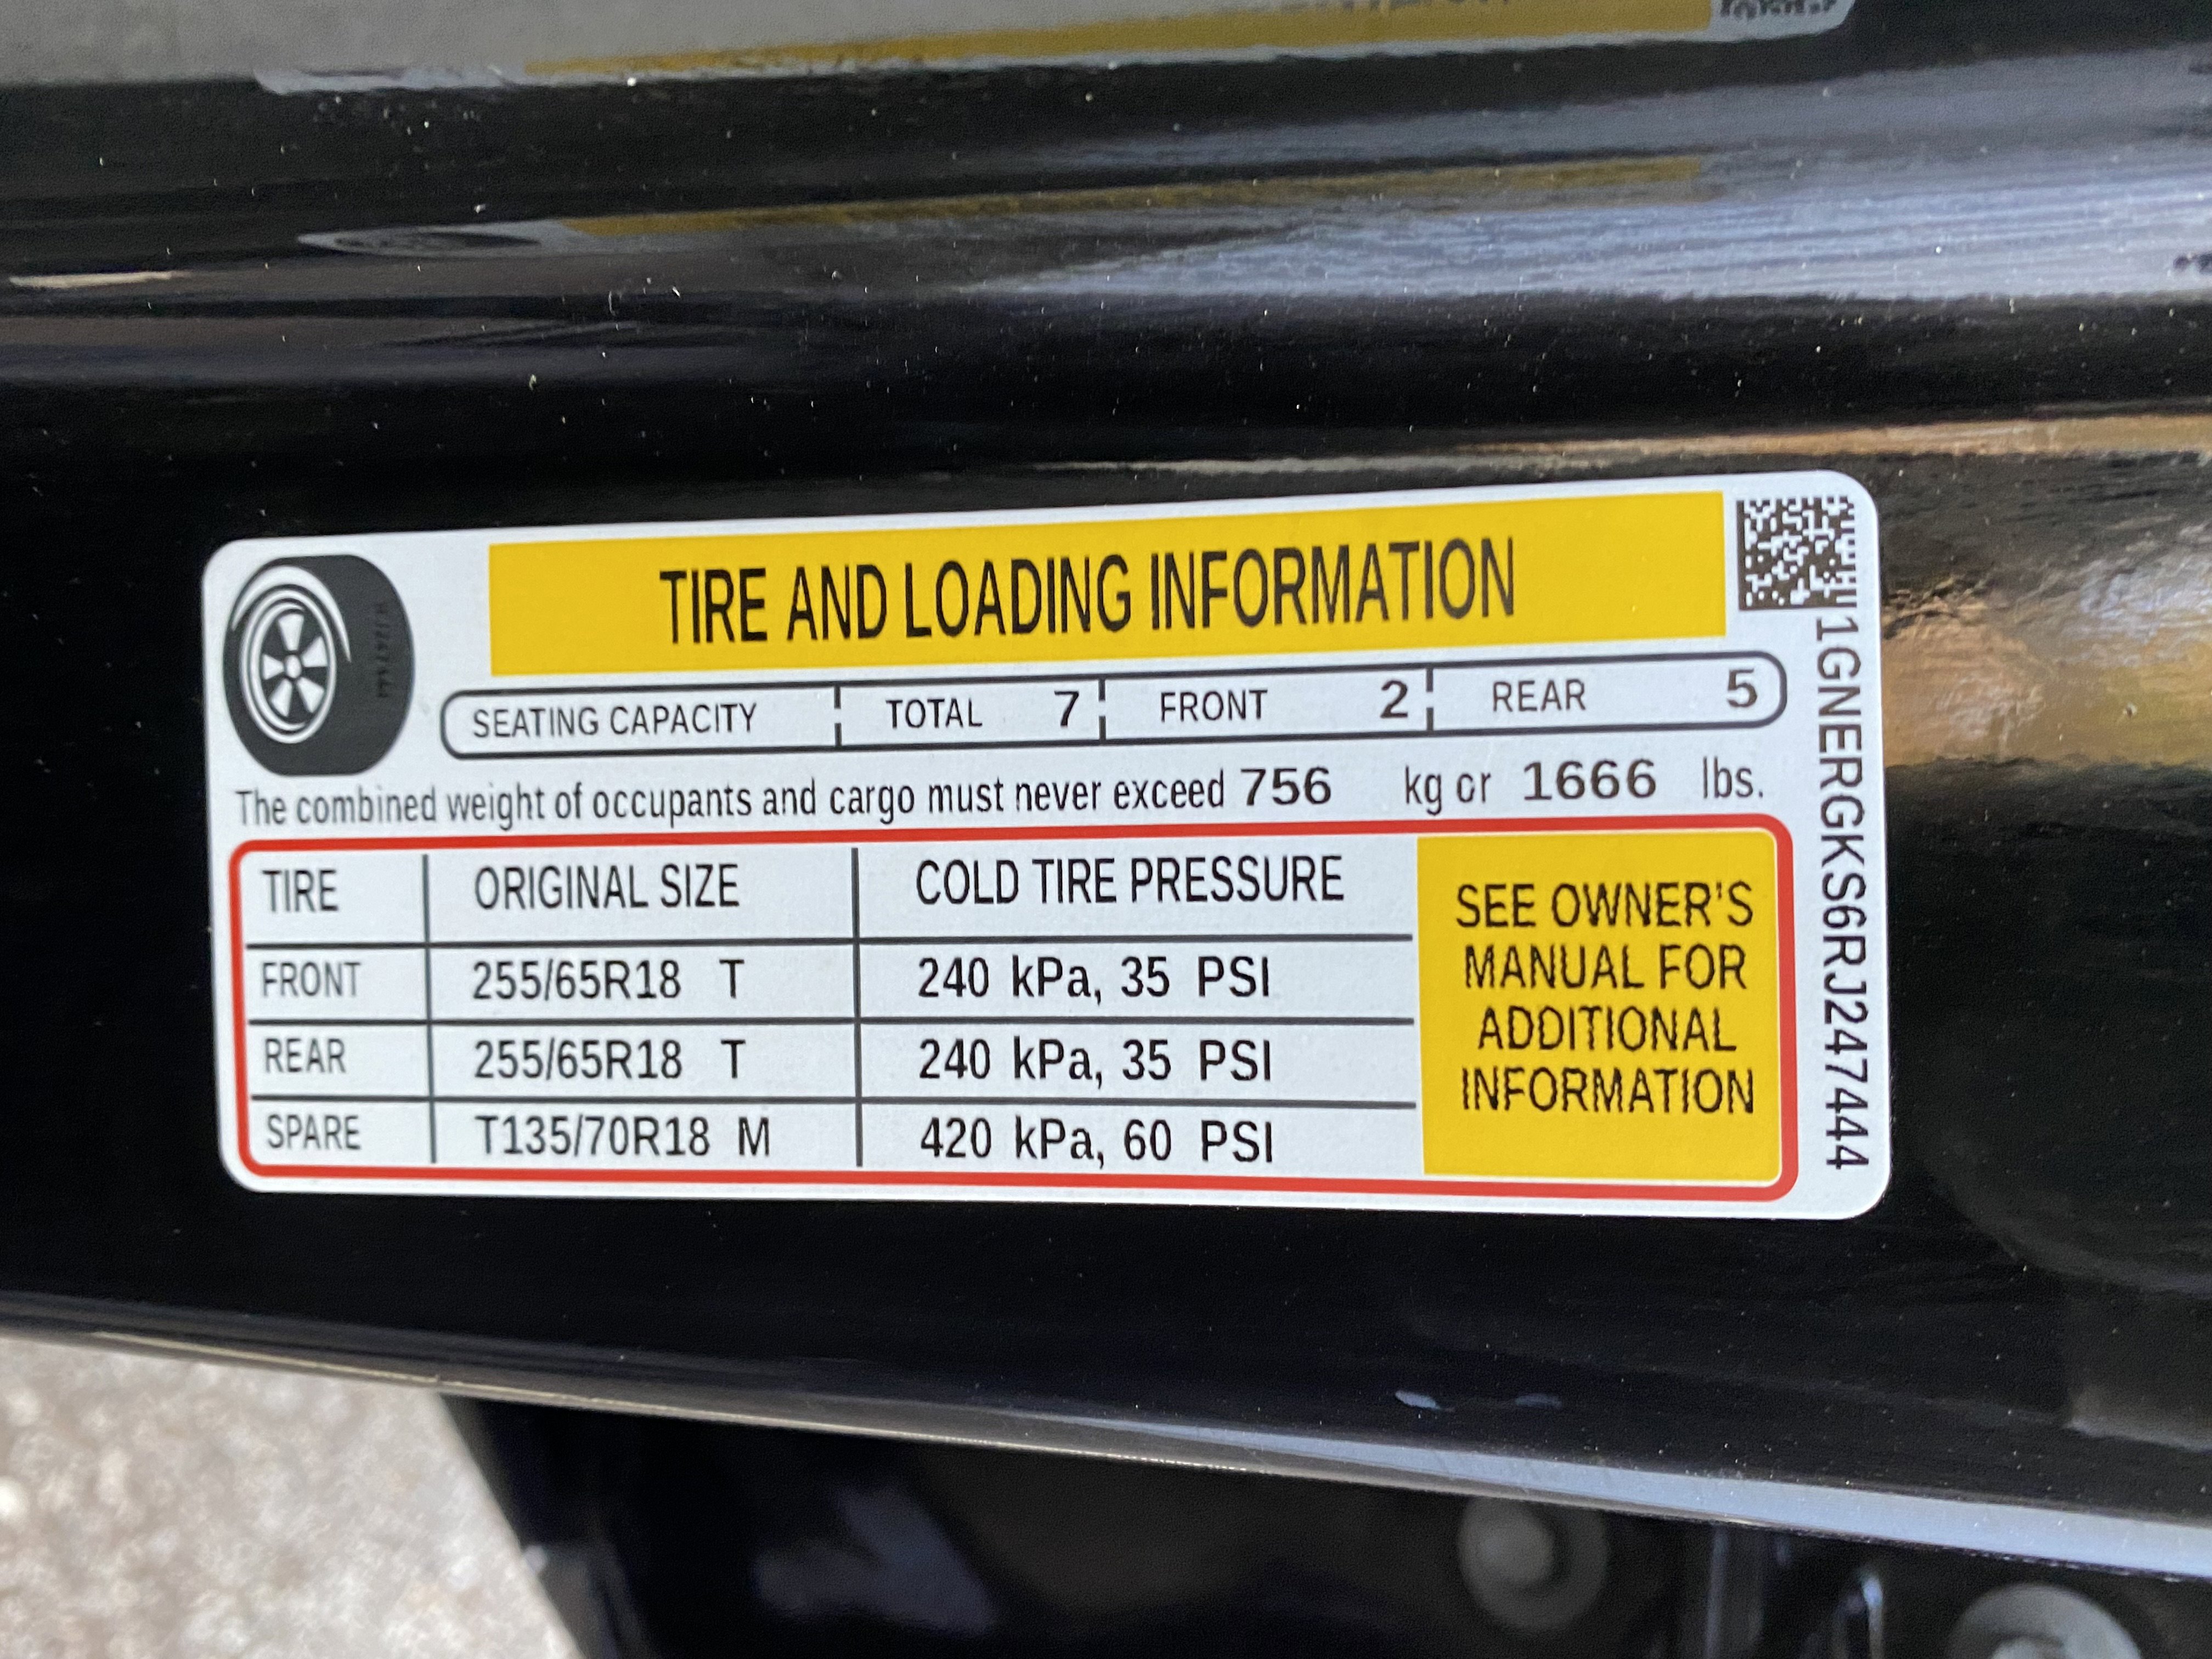 TIRE AND LOADING INFORMATION
SEATING CAPACITY TOTAL 7 FRONT 2 REAR 5
The combined weight of occupants and cargo must never exceed 756 kg or 1666 lbs.
TIRE ORIGINAL SIZE COLD TIRE PRESSURE
FRONT 255/65R18 T 240 kPa, 35 PSI
REAR 255/65R18 T 240 kPa, 35 PSI
SPARE T135/70R18 M 420 kPa, 60 PSI
SEE OWNER'S
MANUAL FOR
ADDITIONAL
INFORMATION
1GNERGKS6RJ247444